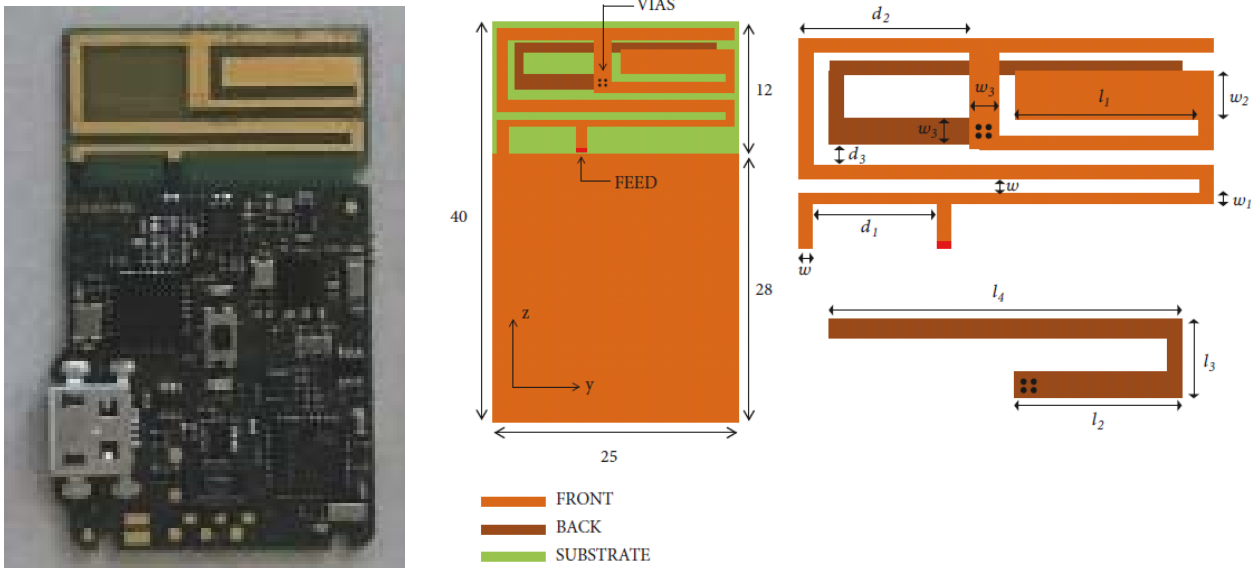 VIAS
12
FEED
40
28
z
y
25
FRONT
BACK
SUBSTRATE
d2
w3
l1
w2
w3
d3
w
w1
d1
w
l4
l3
l2